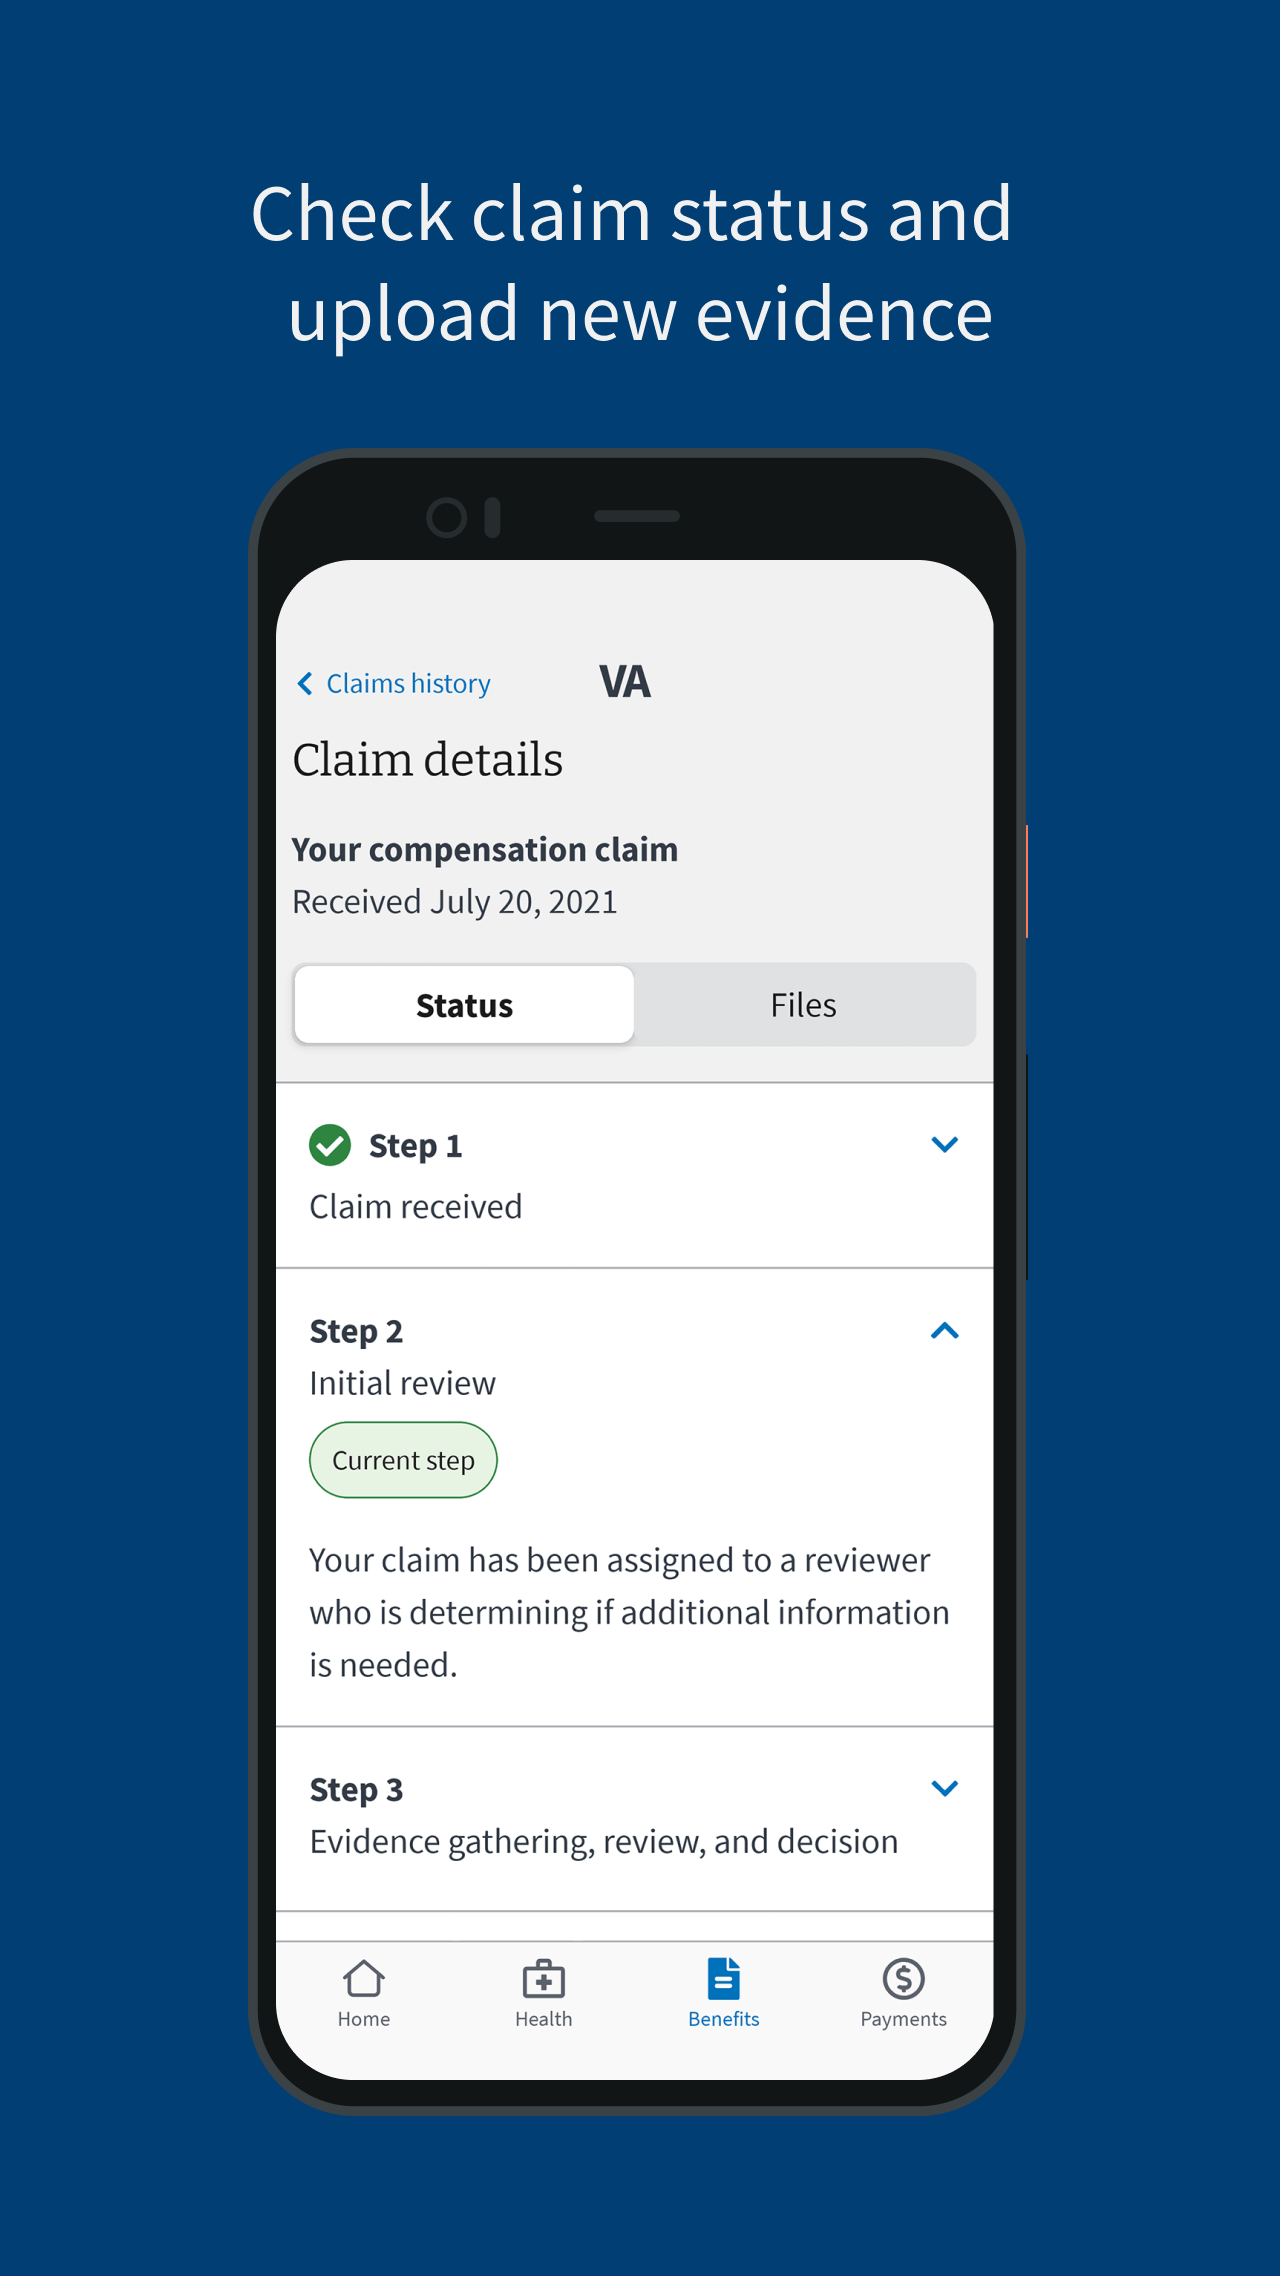 Check claim status and
upload new evidence
Claims history
VA
Claim details
Your compensation claim
Received July 20, 2021
Status
Files
Step 1
Claim received
Step 2
Initial review
Current step
Your claim has been assigned to a reviewer
who is determining if additional information
is needed.
Step 3
Evidence gathering, review, and decision
Home
Health
Benefits
Payments